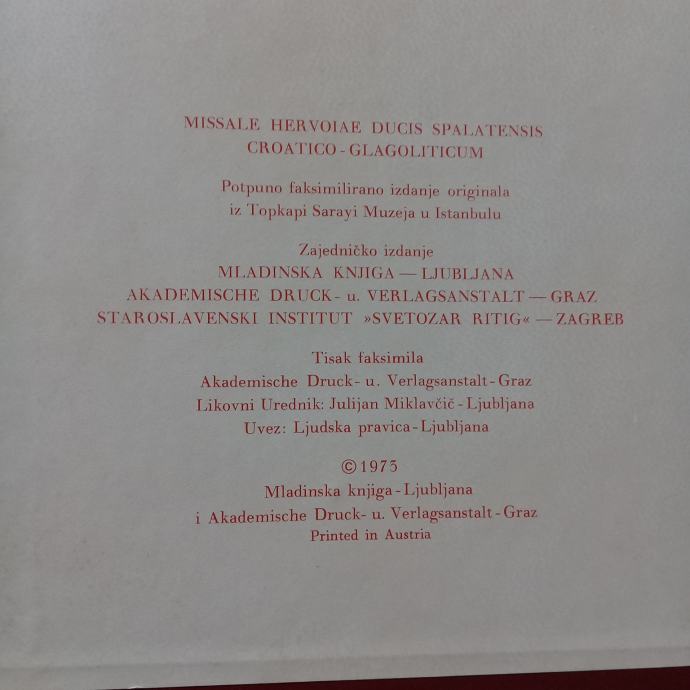 MISSALE HERVOIAE DUCIS SPALATENSIS
CROATICO - GLAGOLITICUM
Potpuno faksimilirano izdanje originala
iz Topkapi Sarayi Muzeja u Istanbulu
Zajedničko izdanje
MLADINSKA KNJIGA — LJUBLJANA
AKADEMISCHE DRUCK- u. VERLAGSANSTALT — GRAZ
STAROSLAVENSKI INSTITUT »SVETOZAR RITIG« — ZAGREB
Tisak faksimila
Akademische Druck- u. Verlagsanstalt - Graz
Likovni Urednik: Julijan Miklavčič - Ljubljana
Uvez: Ljudska pravica - Ljubljana
© 1973
Mladinska knjiga - Ljubljana
i Akademische Druck- u. Verlagsanstalt - Graz
Printed in Austria